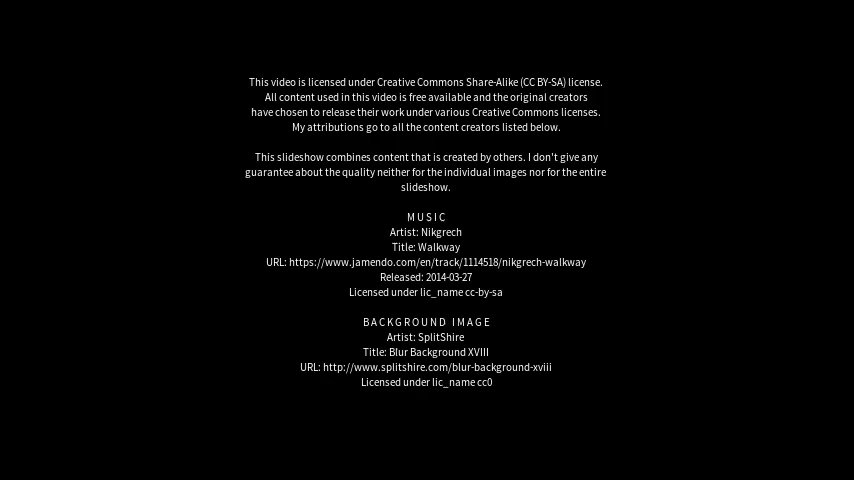 This video is licensed under Creative Commons Share-Alike (CC BY-SA) license.
All content used in this video is free available and the original creators
have chosen to release their work under various Creative Commons licenses.
My attributions go to all the content creators listed below.
This slideshow combines content that is created by others. I don't give any
guarantee about the quality neither for the individual images nor for the entire
slideshow.
MUSIC
Artist: Nikgrech
Title: Walkway
URL: https://www.jamendo.com/en/track/1114518/nikgrech-walkway
Released: 2014-03-27
Licensed under lic_name cc-by-sa
BACKGROUND IMAGE
Artist: SplitShire
Title: Blur Background XVIII
URL: http://www.splitshire.com/blur-background-xviii
Licensed under lic_name cc0